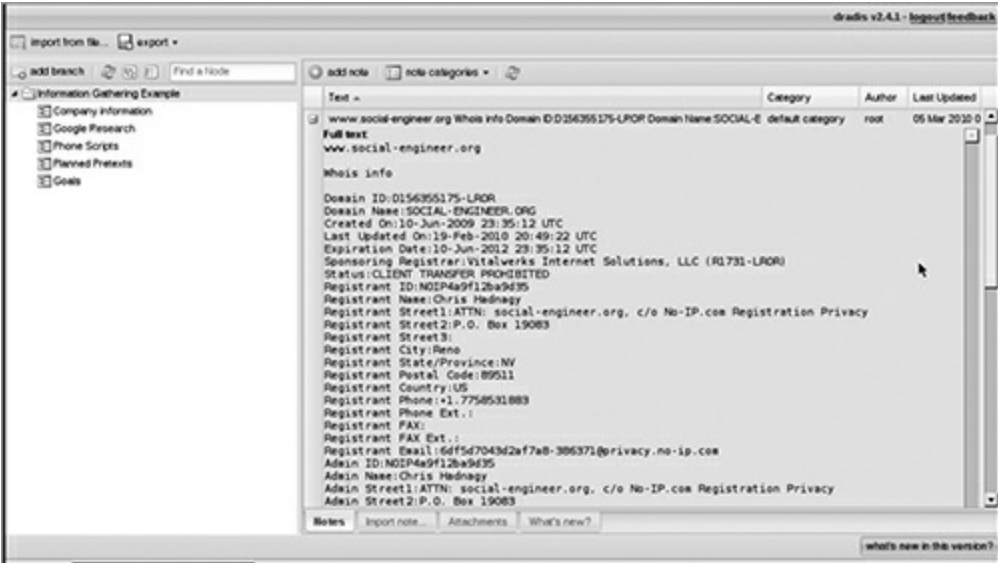 dradis v2.4.1 - logout feedback
import from file... export
add branch Find a Node
add note note categories
Information Gathering Example
Company information
Google Research
Phone Scripts
Planned Pretexts
Goals
Text Category Author Last Updated
www.social-engineer.org Whois info Domain ID:D156355175-LROR Domain Name:SOCIAL-E default category root 05 Mar 2010 0
Full text
www.social-engineer.org
Whois info
Domain ID:D156355175-LROR
Domain Name:SOCIAL-ENGINEER.ORG
Created On:10-Jun-2009 23:35:12 UTC
Last Updated On:19-Feb-2010 20:49:22 UTC
Expiration Date:10-Jun-2012 23:35:12 UTC
Sponsoring Registrar:Vitalwerks Internet Solutions, LLC (R1731-LROR)
Status:CLIENT TRANSFER PROHIBITED
Registrant ID:NOIP4a9f12ba9d35
Registrant Name:Chris Hadnagy
Registrant Street1:ATTN: social-engineer.org, c/o No-IP.com Registration Privacy
Registrant Street2:P.O. Box 19083
Registrant Street3:
Registrant City:Reno
Registrant State/Province:NV
Registrant Postal Code:89511
Registrant Country:US
Registrant Phone:+1.7758531883
Registrant Phone Ext.:
Registrant FAX:
Registrant FAX Ext.:
Registrant Email:6df5d7043d2af7a8-386371@privacy.no-ip.com
Admin ID:NOIP4a9f12ba9d35
Admin Name:Chris Hadnagy
Admin Street1:ATTN: social-engineer.org, c/o No-IP.com Registration Privacy
Admin Street2:P.O. Box 19083
Notes Import note... Attachments What's new?
what's new in this version?